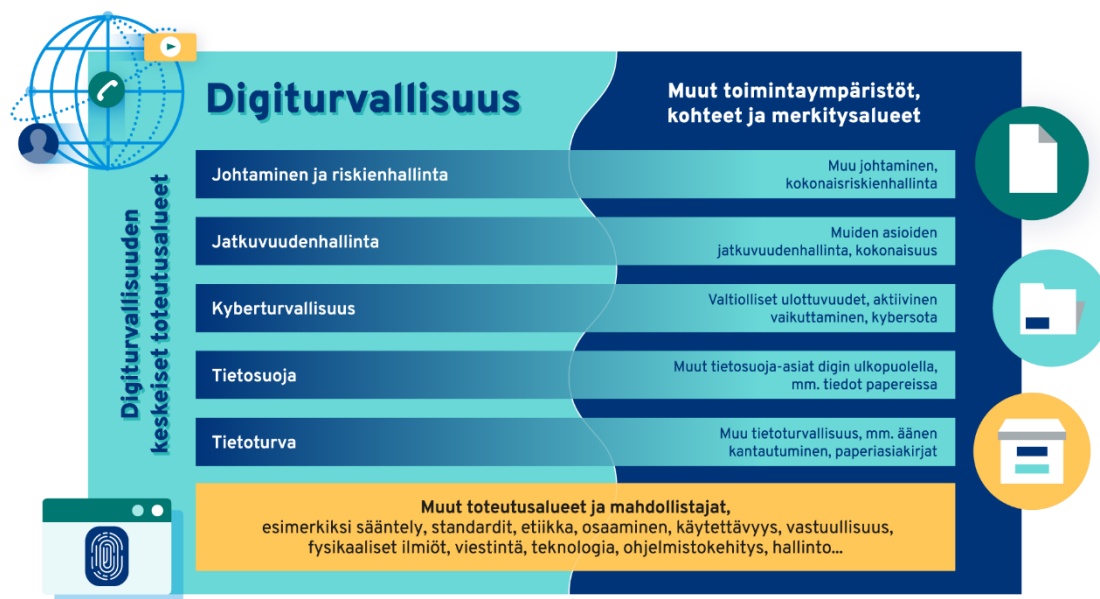 Digiturvallisuus
Muut toimintaympäristöt,
kohteet ja merkitysalueet
Digiturvallisuuden
keskeiset toteutusalueet
Johtaminen ja riskienhallinta
Muu johtaminen,
kokonaisriskienhallinta
Jatkuvuudenhallinta
Muiden asioiden
jatkuvuudenhallinta, kokonaisuus
Kyberturvallisuus
Valtiolliset ulottuvuudet, aktiivinen
vaikuttaminen, kybersota
Tietosuoja
Muut tietosuoja-asiat digin ulkopuolella,
mm. tiedot papereissa
Tietoturva
Muu tietoturvallisuus, mm. äänen
kantautuminen, paperiasiakirjat
Muut toteutusalueet ja mahdollistajat,
esimerkiksi sääntely, standardit, etiikka, osaaminen, käytettävyys, vastuullisuus,
fysikaaliset ilmiöt, viestintä, teknologia, ohjelmistokehitys, hallinto...